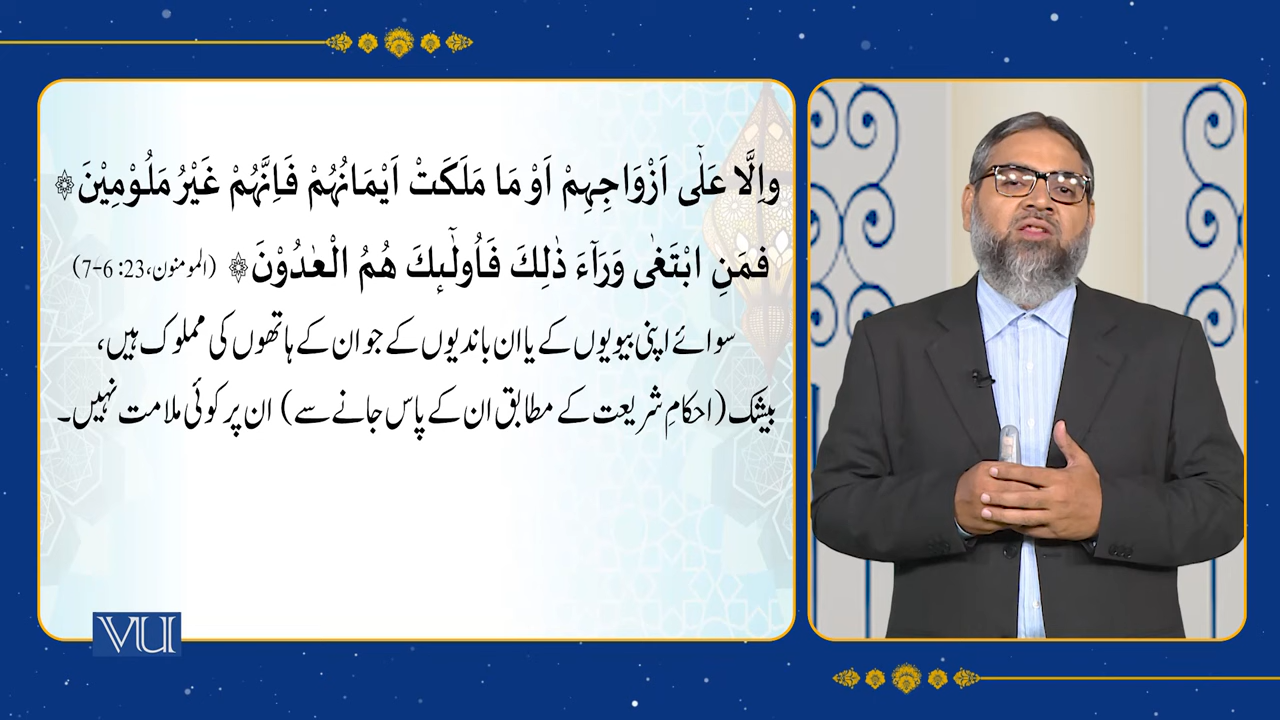 واِلَّا عَلٰۤى اَزْوَاجِهِمْ اَوْ مَا مَلَكَتْ اَيْمَانُهُمْ فَاِنَّهُمْ غَيْرُ مَلُوْمِيْنَ۞
فَمَنِ ابْتَغٰى وَرَآءَ ذٰلِكَ فَاُولٰٓىِٕكَ هُمُ الْعٰدُوْنَ۞ (المومنون،23: 6-7)
سوائے اپنی بیویوں کے یا ان باندیوں کے جو ان کے ہاتھوں کی مملوک ہیں،
بیشک (احکامِ شریعت کے مطابق ان کے پاس جانے سے) ان پر کوئی ملامت نہیں۔
VU